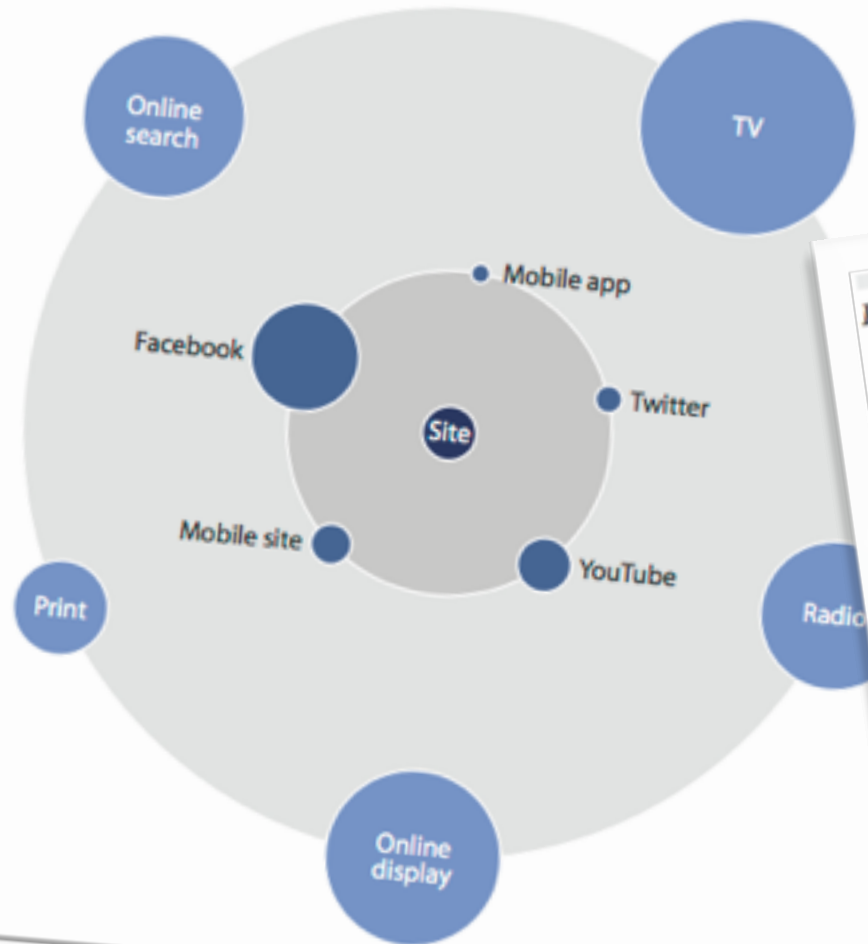 Online
search
TV
Mobile app
Facebook
Twitter
Site
Mobile site
YouTube
Print
Radio
Online
display